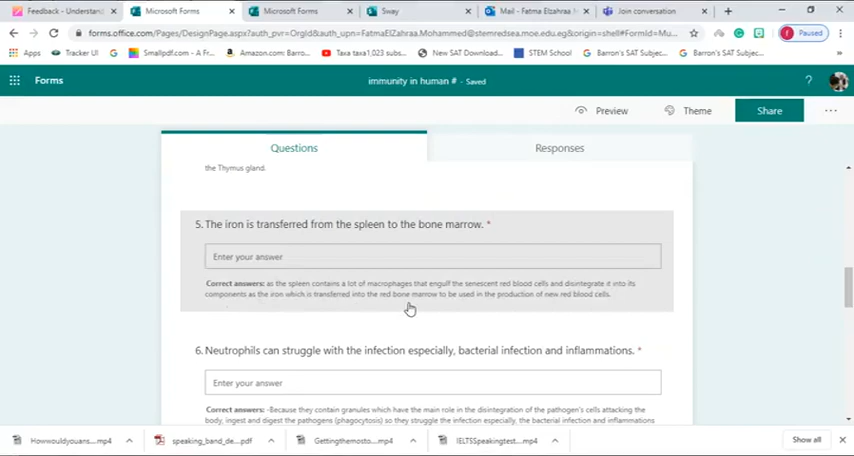 Feedback - Understand
Microsoft Forms
Microsoft Forms
Sway
Mail - Fatma Elzahraa
Join conversation
forms.office.com/Pages/DesignPage.aspx?auth_pvr=OrgId&auth_upn=FatmaElZahraa.Mohammed@stemredsea.moe.edu.eg&origin=shell#FormId=Mu...
Paused
Apps
Tracker UI
Smallpdf.com - A Fr...
Amazon.com: Barro...
Taxa taxa1,023 subs...
New SAT Download...
STEM School
Barron's SAT Subjec...
Barron's SAT Subjec...
Forms
immunity in human # - Saved
?
Preview
Theme
Share
Questions
Responses
the Thymus gland.
5. The iron is transferred from the spleen to the bone marrow. *
Enter your answer
Correct answers: as the spleen contains a lot of macrophages that engulf the senescent red blood cells and disintegrate it into its
components as the iron which is transferred into the red bone marrow to be used in the production of new red blood cells.
6. Neutrophils can struggle with the infection especially, bacterial infection and inflammations. *
Enter your answer
Correct answers: -Because they contain granules which have the main role in the disintegration of the pathogen's cells attacking the
body, ingest and digest the pathogens (phagocytosis) so they struggle the infection especially, the bacterial infection and inflammations
Howwouldyouans....mp4
speaking_band_de....pdf
Gettingthemosto....mp4
IELTSSpeakingtest....mp4
Show all